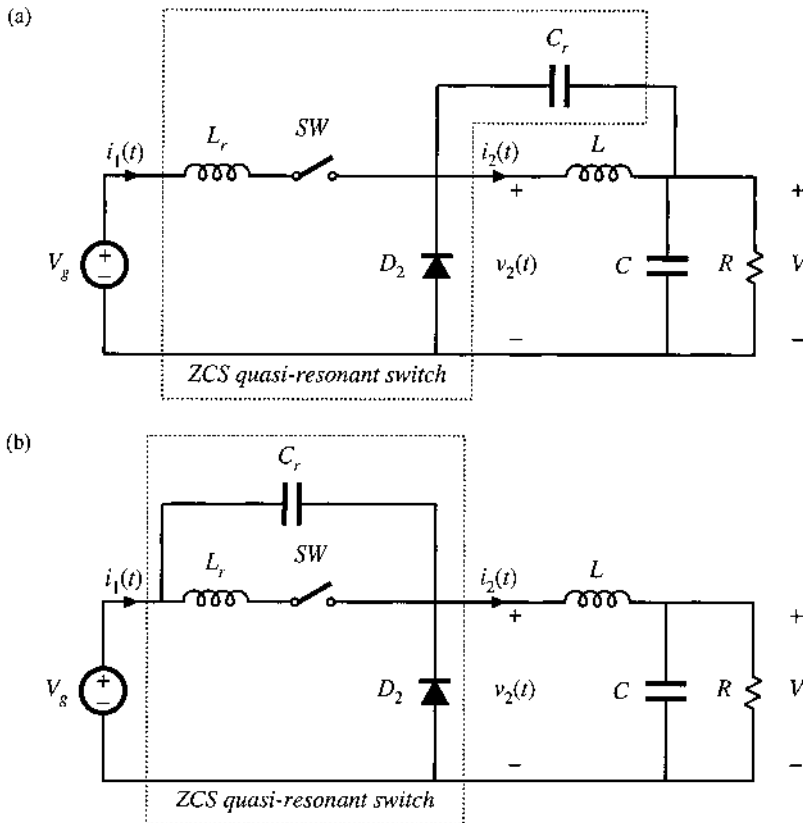 (a)
C_r
i_1(t)
L_r
SW
i_2(t)
L
+
+
V_g
+
−
D_2
v_2(t)
C
R
V
−
−
ZCS quasi-resonant switch
(b)
C_r
i_1(t)
L_r
SW
i_2(t)
L
+
+
V_g
+
−
D_2
v_2(t)
C
R
V
−
−
ZCS quasi-resonant switch